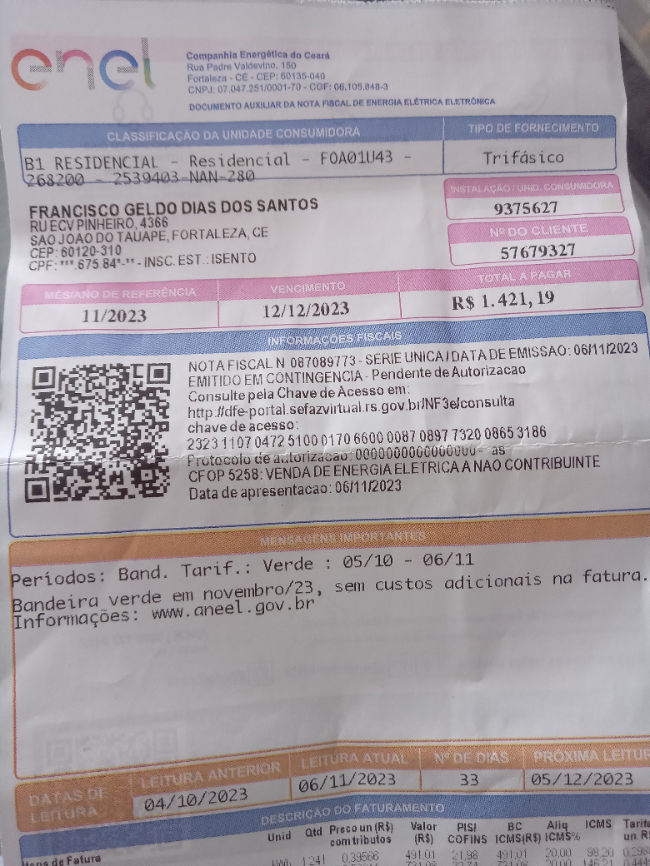 enel
Companhia Energética do Ceará
Rua Padre Valdevino, 150
Fortaleza - CE - CEP: 60135-040
CNPJ: 07.047.251/0001-70 - CGF: 06.105.848-3
DOCUMENTO AUXILIAR DA NOTA FISCAL DE ENERGIA ELÉTRICA ELETRÔNICA
CLASSIFICAÇÃO DA UNIDADE CONSUMIDORA
TIPO DE FORNECIMENTO
B1 RESIDENCIAL - Residencial - F0A01U43 -
268200 - 2539403-NAN-280
Trifásico
FRANCISCO GELDO DIAS DOS SANTOS
RU ECV PINHEIRO, 4366
SAO JOAO DO TAUAPE, FORTALEZA, CE
CEP: 60120-310
CPF: ***.675.84*-** - INSC. EST.: ISENTO
INSTALAÇÃO / UNID. CONSUMIDORA
9375627
Nº DO CLIENTE
57679327
MÊS/ANO DE REFERÊNCIA
VENCIMENTO
TOTAL A PAGAR
11/2023
12/12/2023
R$ 1.421,19
INFORMAÇÕES FISCAIS
NOTA FISCAL N 087089773 - SERIE UNICA / DATA DE EMISSAO: 06/11/2023
EMITIDO EM CONTINGENCIA - Pendente de Autorizacao
Consulte pela Chave de Acesso em:
http://dfe-portal.sefazvirtual.rs.gov.br/NF3e/consulta
chave de acesso:
2323 1107 0472 5100 0170 6600 0087 0897 7320 0865 3186
Protocolo de autorizacao: 0000000000000000 - as
CFOP 5258: VENDA DE ENERGIA ELETRICA A NAO CONTRIBUINTE
Data de apresentacao: 06/11/2023
MENSAGENS IMPORTANTES
Períodos: Band. Tarif.: Verde : 05/10 - 06/11
Bandeira verde em novembro/23, sem custos adicionais na fatura.
Informações: www.aneel.gov.br
DATAS DE LEITURA
LEITURA ANTERIOR
LEITURA ATUAL
Nº DE DIAS
PRÓXIMA LEITUR
04/10/2023
06/11/2023
33
05/12/2023
DESCRIÇÃO DO FATURAMENTO
Itens de Fatura
Unid
Qtd
Preco un (R$) com tributos
Valor (R$)
PIS/ COFINS
BC ICMS(R$)
Aliq ICMS%
ICMS
Tarifa un. R
1.241
0,39566
491,01
21,98
491,01
20,00
98,20